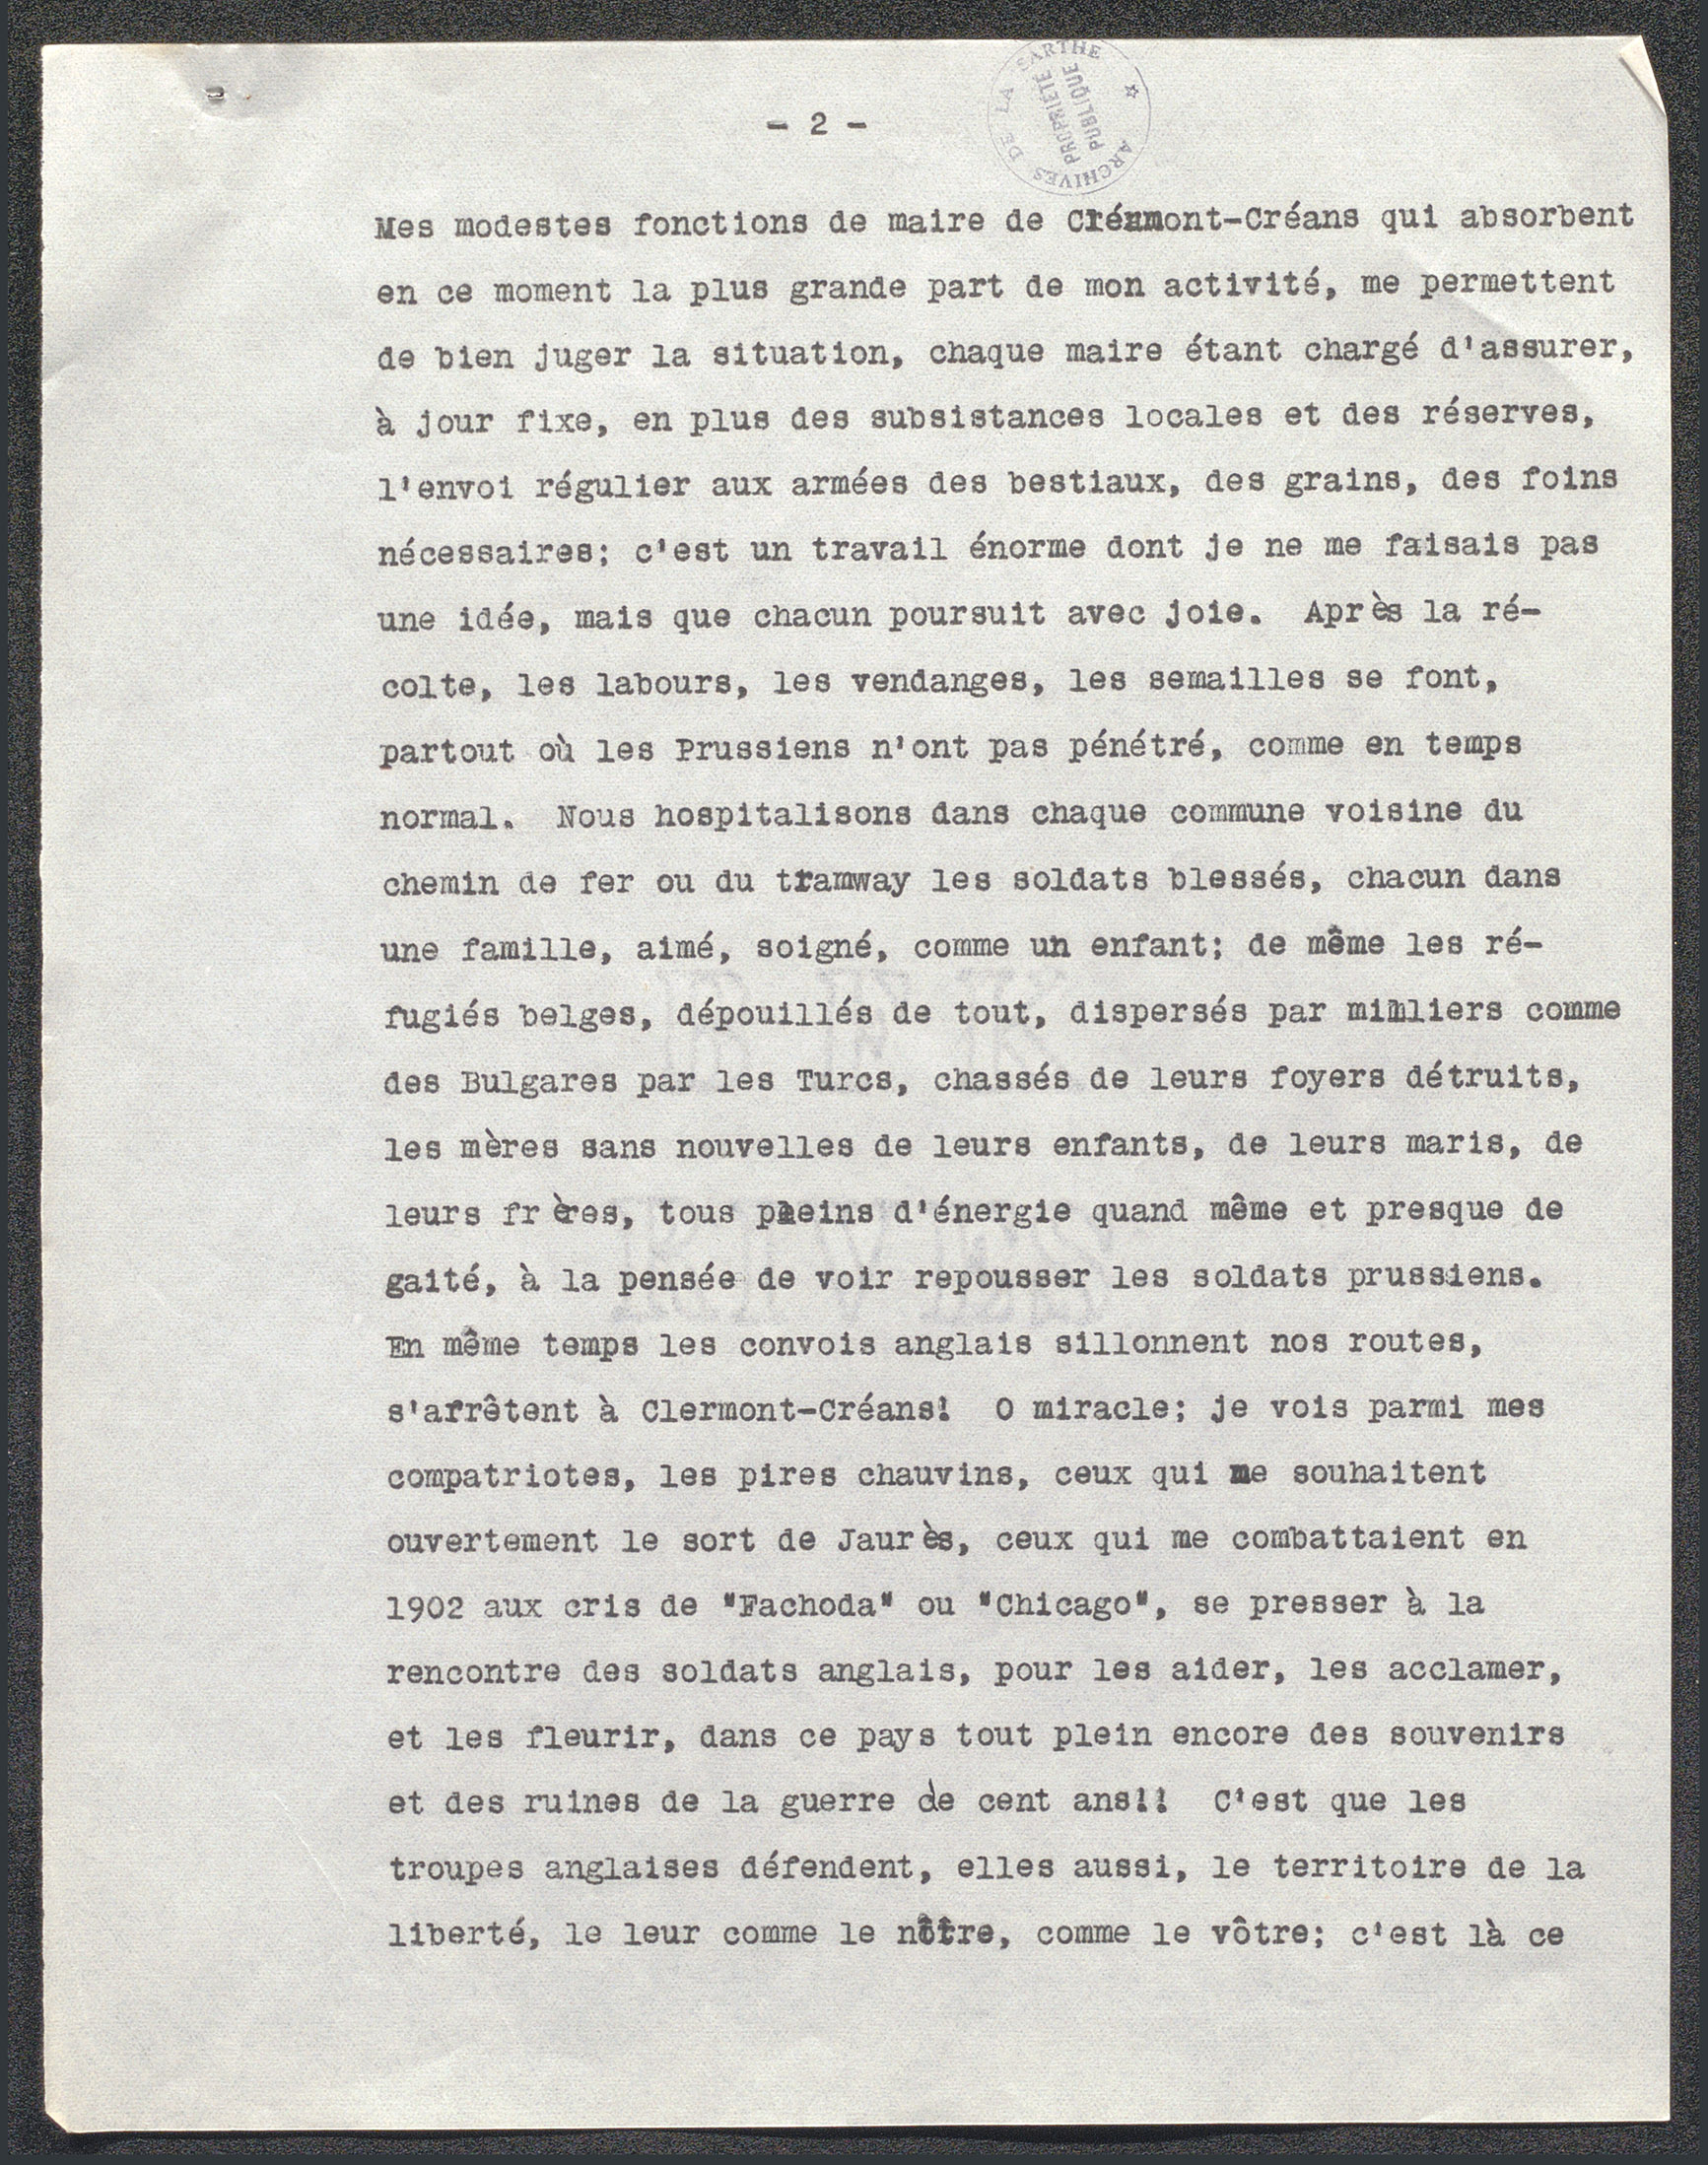 - 2 -
ARCHIVES DE LA SARTHE
PROPRIÉTÉ
PUBLIQUE
Mes modestes fonctions de maire de Clermont-Créans qui absorbent
en ce moment la plus grande part de mon activité, me permettent
de bien juger la situation, chaque maire étant chargé d'assurer,
à jour fixe, en plus des subsistances locales et des réserves,
l'envoi régulier aux armées des bestiaux, des grains, des foins
nécessaires; c'est un travail énorme dont je ne me faisais pas
une idée, mais que chacun poursuit avec joie. Après la ré-
colte, les labours, les vendanges, les semailles se font,
partout où les Prussiens n'ont pas pénétré, comme en temps
normal. Nous hospitalisons dans chaque commune voisine du
chemin de fer ou du tramway les soldats blessés, chacun dans
une famille, aimé, soigné, comme un enfant; de même les ré-
fugiés belges, dépouillés de tout, dispersés par milliers comme
des Bulgares par les Turcs, chassés de leurs foyers détruits,
les mères sans nouvelles de leurs enfants, de leurs maris, de
leurs frères, tous pleins d'énergie quand même et presque de
gaité, à la pensée de voir repousser les soldats prussiens.
En même temps les convois anglais sillonnent nos routes,
s'arrêtent à Clermont-Créans! O miracle; je vois parmi mes
compatriotes, les pires chauvins, ceux qui me souhaitent
ouvertement le sort de Jaurès, ceux qui me combattaient en
1902 aux cris de "Fachoda" ou "Chicago", se presser à la
rencontre des soldats anglais, pour les aider, les acclamer,
et les fleurir, dans ce pays tout plein encore des souvenirs
et des ruines de la guerre de cent ans!! C'est que les
troupes anglaises défendent, elles aussi, le territoire de la
liberté, le leur comme le nôtre, comme le vôtre; c'est là ce